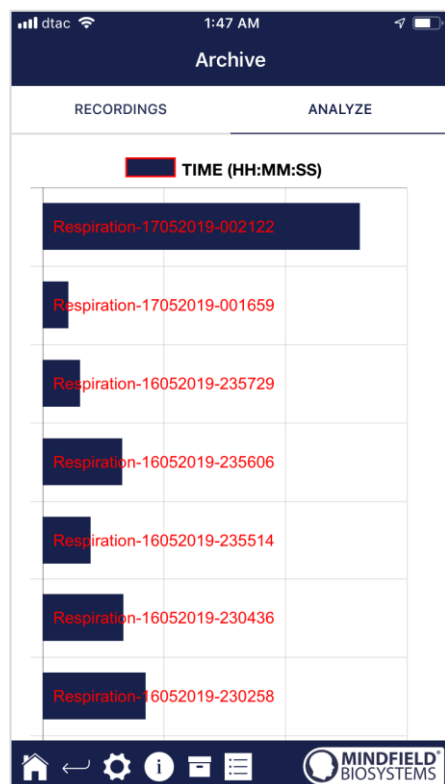 dtac 1:47 AM
Archive
RECORDINGS ANALYZE
TIME (HH:MM:SS)
Respiration-17052019-002122
Respiration-17052019-001659
Respiration-16052019-235729
Respiration-16052019-235606
Respiration-16052019-235514
Respiration-16052019-230436
Respiration-16052019-230258
MINDFIELD®
BIOSYSTEMS